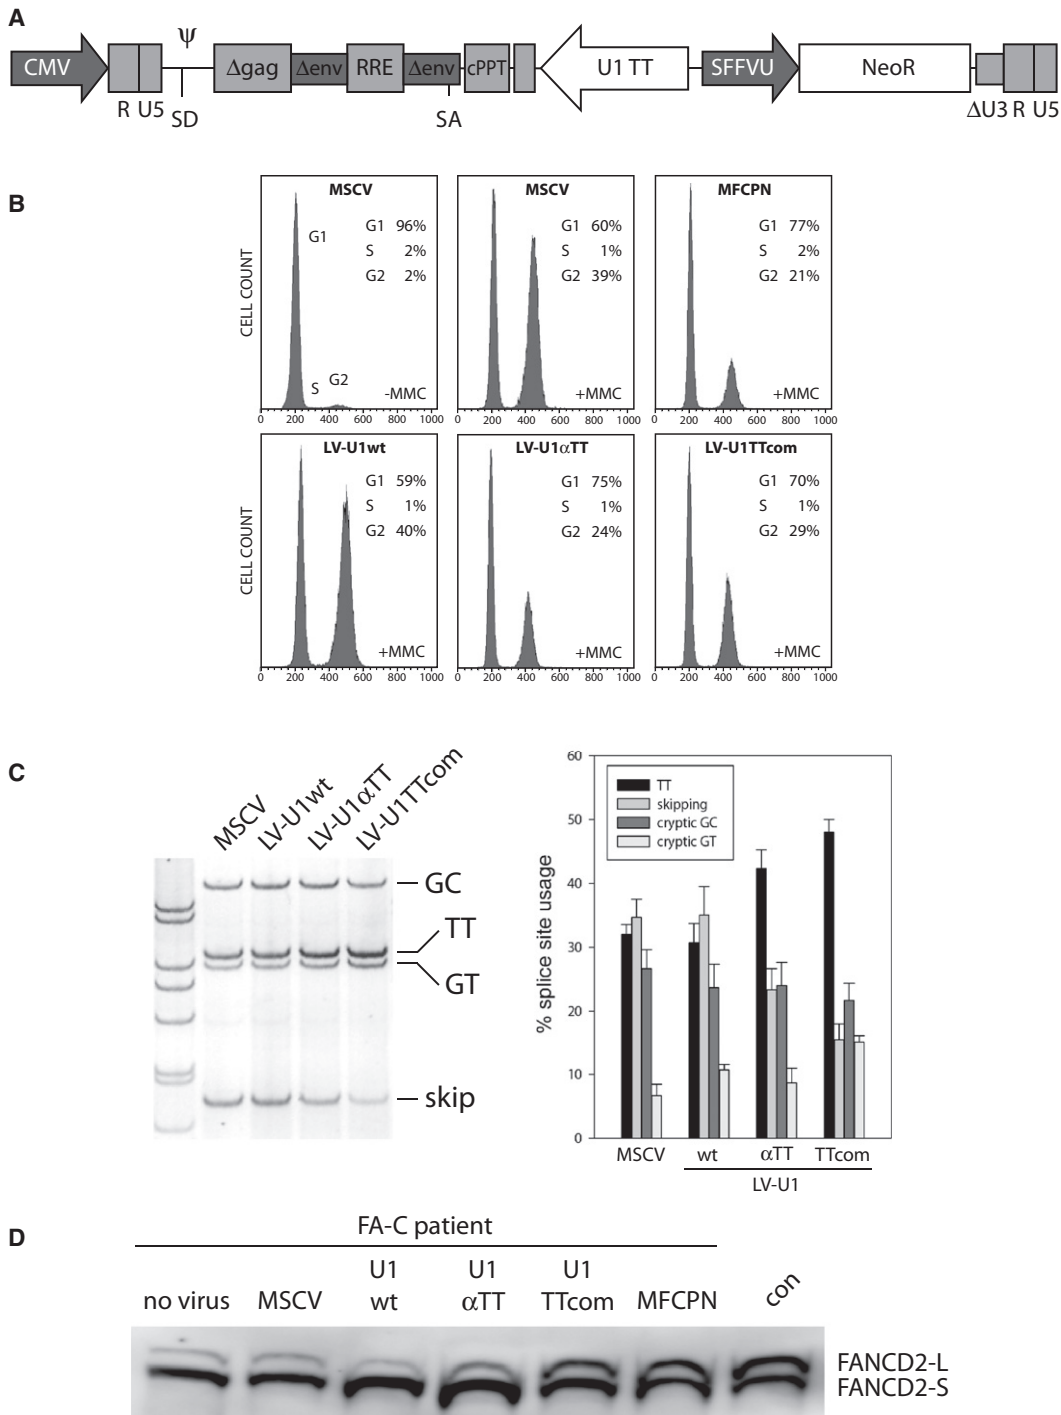 A
Ψ
CMV
Δgag
Δenv
RRE
Δenv
cPPT
U1 TT
SFFVU
NeoR
R U5
SD
SA
ΔU3 R U5
B
MSCV
G1
G1 96%
S 2%
G2 2%
S
G2
-MMC
CELL COUNT
0 200 400 600 800 1000
MSCV
G1 60%
S 1%
G2 39%
+MMC
0 200 400 600 800 1000
MFCPN
G1 77%
S 2%
G2 21%
+MMC
0 200 400 600 800 1000
LV-U1wt
G1 59%
S 1%
G2 40%
+MMC
CELL COUNT
0 200 400 600 800 1000
LV-U1αTT
G1 75%
S 1%
G2 24%
+MMC
0 200 400 600 800 1000
LV-U1TTcom
G1 70%
S 1%
G2 29%
+MMC
0 200 400 600 800 1000
C
MSCV
LV-U1wt
LV-U1αTT
LV-U1TTcom
GC
TT
GT
skip
% splice site usage
60
50
40
30
20
10
0
TT
skipping
cryptic GC
cryptic GT
MSCV wt αTT TTcom
LV-U1
D
FA-C patient
no virus
MSCV
U1
wt
U1
αTT
U1
TTcom
MFCPN
con
FANCD2-L
FANCD2-S